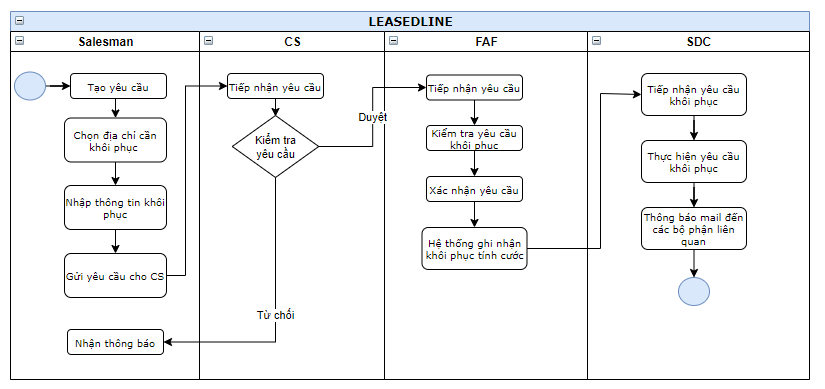 LEASEDLINE
Salesman
CS
FAF
SDC
Tạo yêu cầu
Chọn địa chỉ cần
khôi phục
Nhập thông tin khôi
phục
Gửi yêu cầu cho CS
Nhận thông báo
Tiếp nhận yêu cầu
Kiểm tra
yêu cầu
Duyệt
Từ chối
Tiếp nhận yêu cầu
Kiểm tra yêu cầu
khôi phục
Xác nhận yêu cầu
Hệ thống ghi nhận
khôi phục tính cước
Tiếp nhận yêu cầu
khôi phục
Thực hiện yêu cầu
khôi phục
Thông báo mail đến
các bộ phận liên
quan